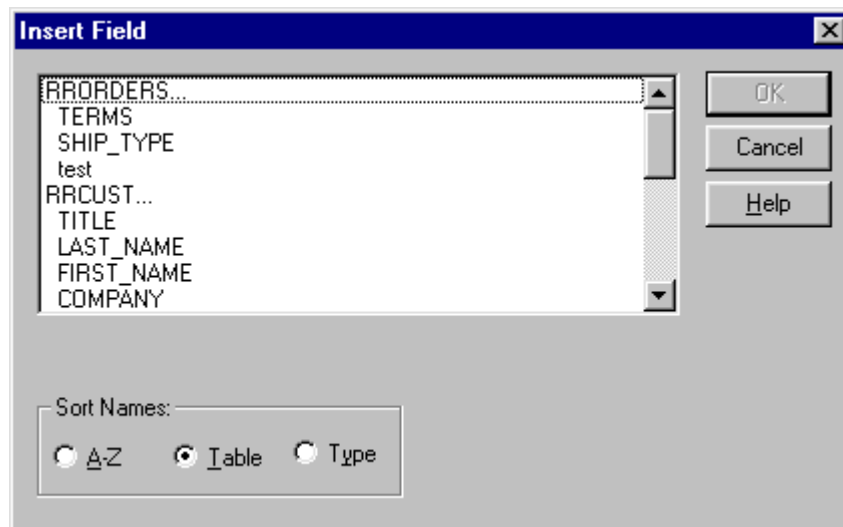 Insert Field
RRORDERS...
TERMS
SHIP_TYPE
test
RRCUST...
TITLE
LAST_NAME
FIRST_NAME
COMPANY
OK
Cancel
Help
Sort Names:
A-Z Table Type